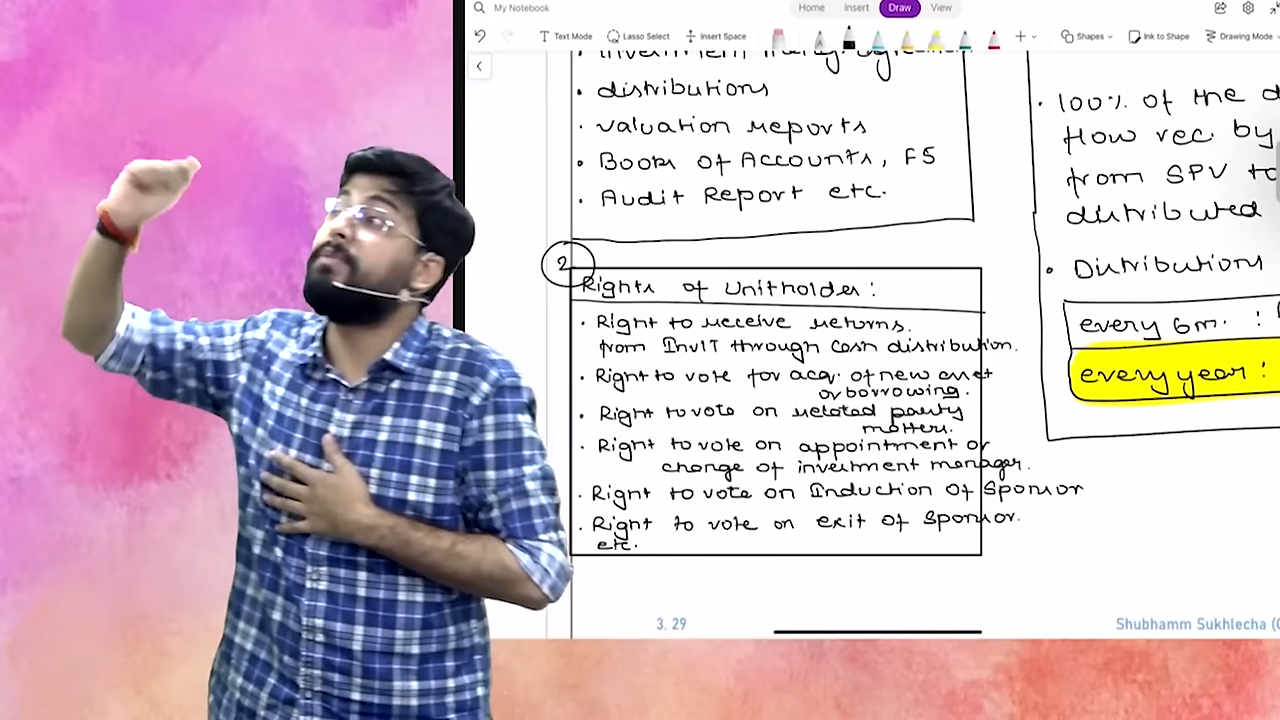 My Notebook
Home Insert Draw View
Text Mode Lasso Select Insert Space Shapes Ink to Shape Drawing Mode
• distributions
• valuation reports
• Books of Accounts, FS
• Audit Report etc.
2
Rights of Unitholder:
• Right to receive returns.
from InvIT through cash distribution.
• Right to vote for acq. of new asset
or borrowing.
• Right to vote on related party
matters.
• Right to vote on appointment or
change of investment manager.
• Right to vote on Induction of Sponsor
• Right to vote on exit of Sponsor.
etc.
• 100% of the
flow rec. by
from SPV to
distributed
• Distributions
every 6m. :
every year :
3. 29
Shubhamm Sukhlecha